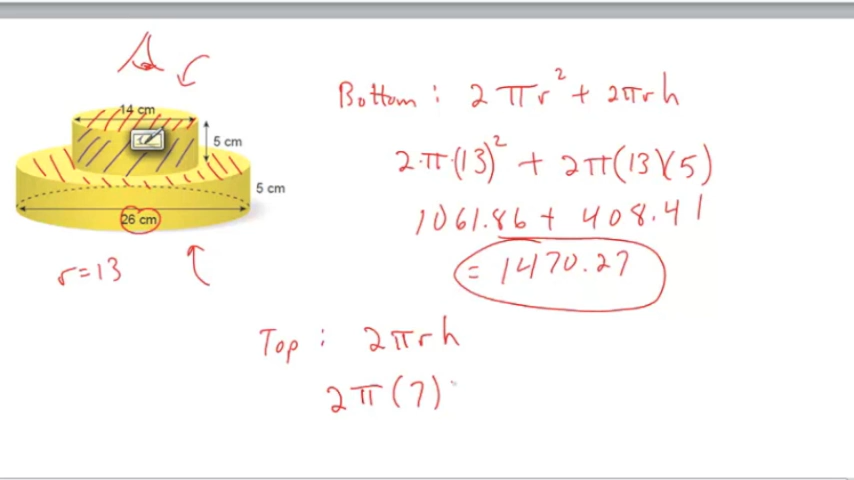 14 cm
5 cm
5 cm
26 cm
r=13
Bottom : 2πr² + 2πrh
2·π·(13)² + 2π(13)(5)
1061.86 + 408.41
= 1470.27
Top : 2πrh
2π(7)